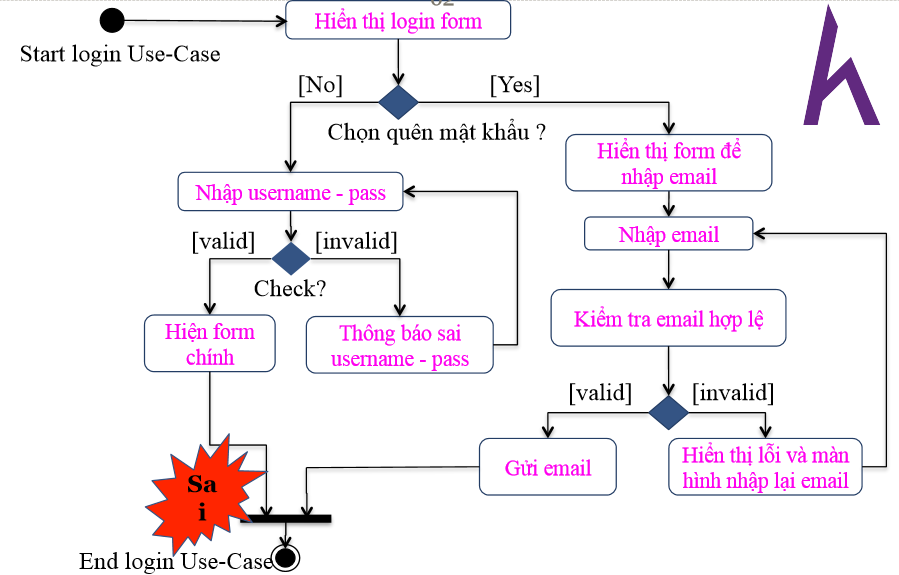 Hiển thị login form
Start login Use-Case
[No]
[Yes]
Chọn quên mật khẩu ?
Hiển thị form để
nhập email
Nhập username - pass
Nhập email
[valid]
[invalid]
Check?
Hiện form
chính
Thông báo sai
username - pass
Kiểm tra email hợp lệ
[valid]
[invalid]
Gửi email
Hiển thị lỗi và màn
hình nhập lại email
Sa
i
End login Use-Case